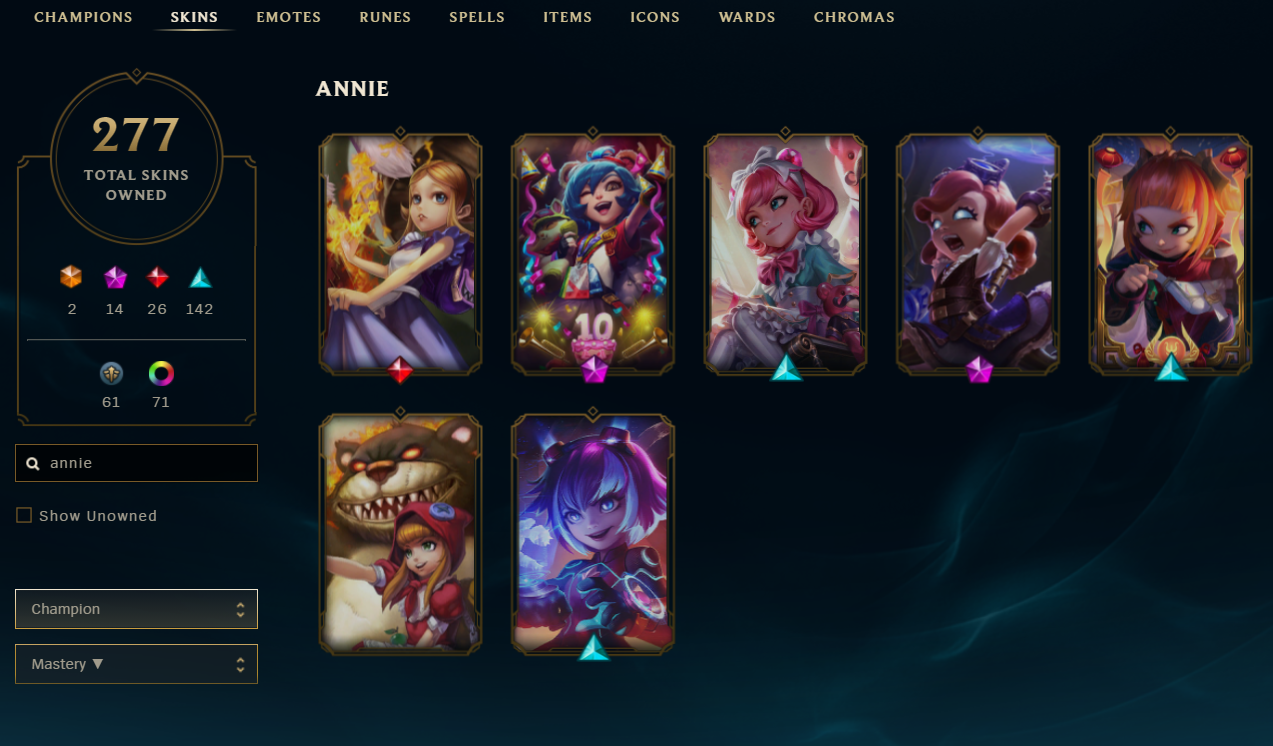 CHAMPIONS SKINS EMOTES RUNES SPELLS ITEMS ICONS WARDS CHROMAS
277
TOTAL SKINS
OWNED
2 14 26 142
61 71
annie
Show Unowned
Champion
Mastery ▼
ANNIE
10